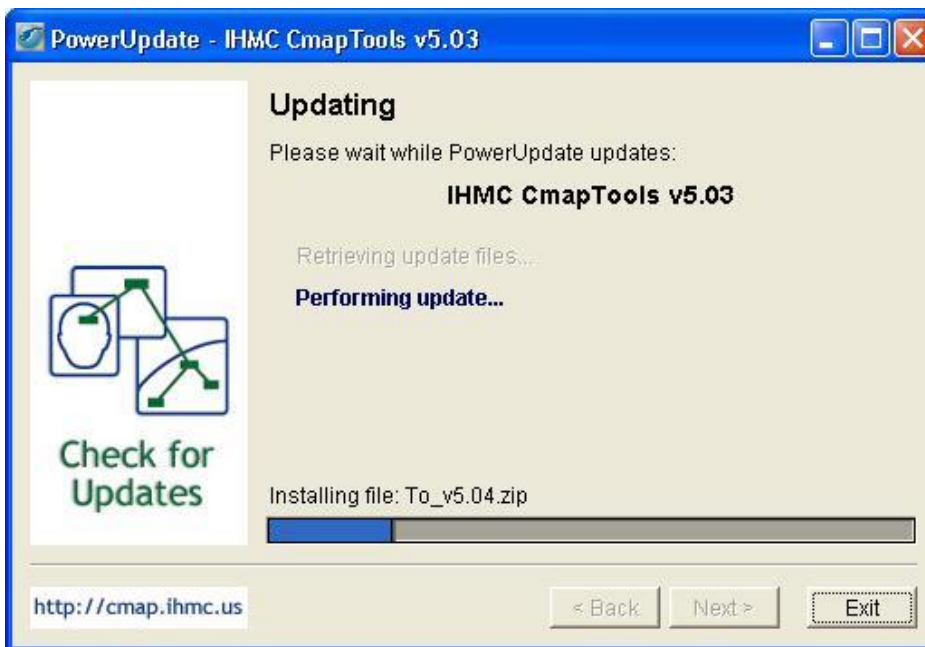 PowerUpdate - IHMC CmapTools v5.03
Updating
Please wait while PowerUpdate updates:
IHMC CmapTools v5.03
Retrieving update files...
Performing update...
Check for
Updates
Installing file: To_v5.04.zip
http://cmap.ihmc.us
< Back
Next >
Exit